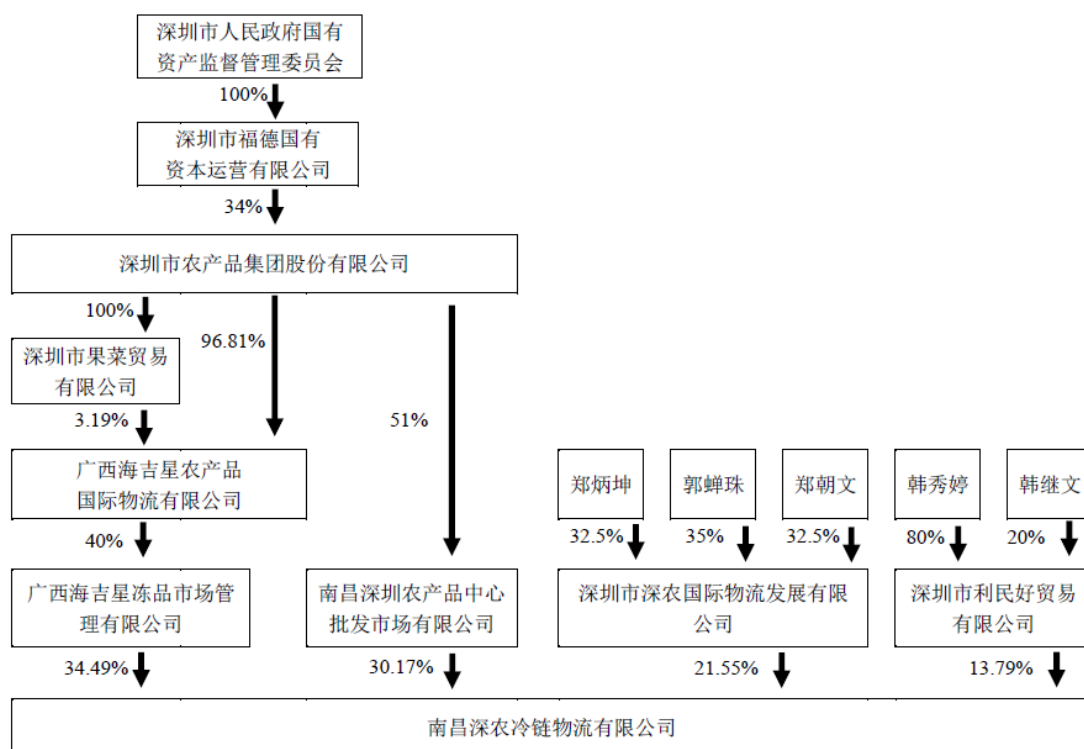 深圳市人民政府国有
资产监督管理委员会
100%
深圳市福德国有
资本运营有限公司
34%
深圳市农产品集团股份有限公司
100%
96.81%
深圳市果菜贸易
有限公司
3.19%
51%
广西海吉星农产品
国际物流有限公司
郑炳坤
郭蝉珠
郑朝文
韩秀婷
韩继文
40%
32.5%
35%
32.5%
80%
20%
广西海吉星冻品市场管
理有限公司
南昌深圳农产品中心
批发市场有限公司
深圳市深农国际物流发展有限
公司
深圳市利民好贸易
有限公司
34.49%
30.17%
21.55%
13.79%
南昌深农冷链物流有限公司